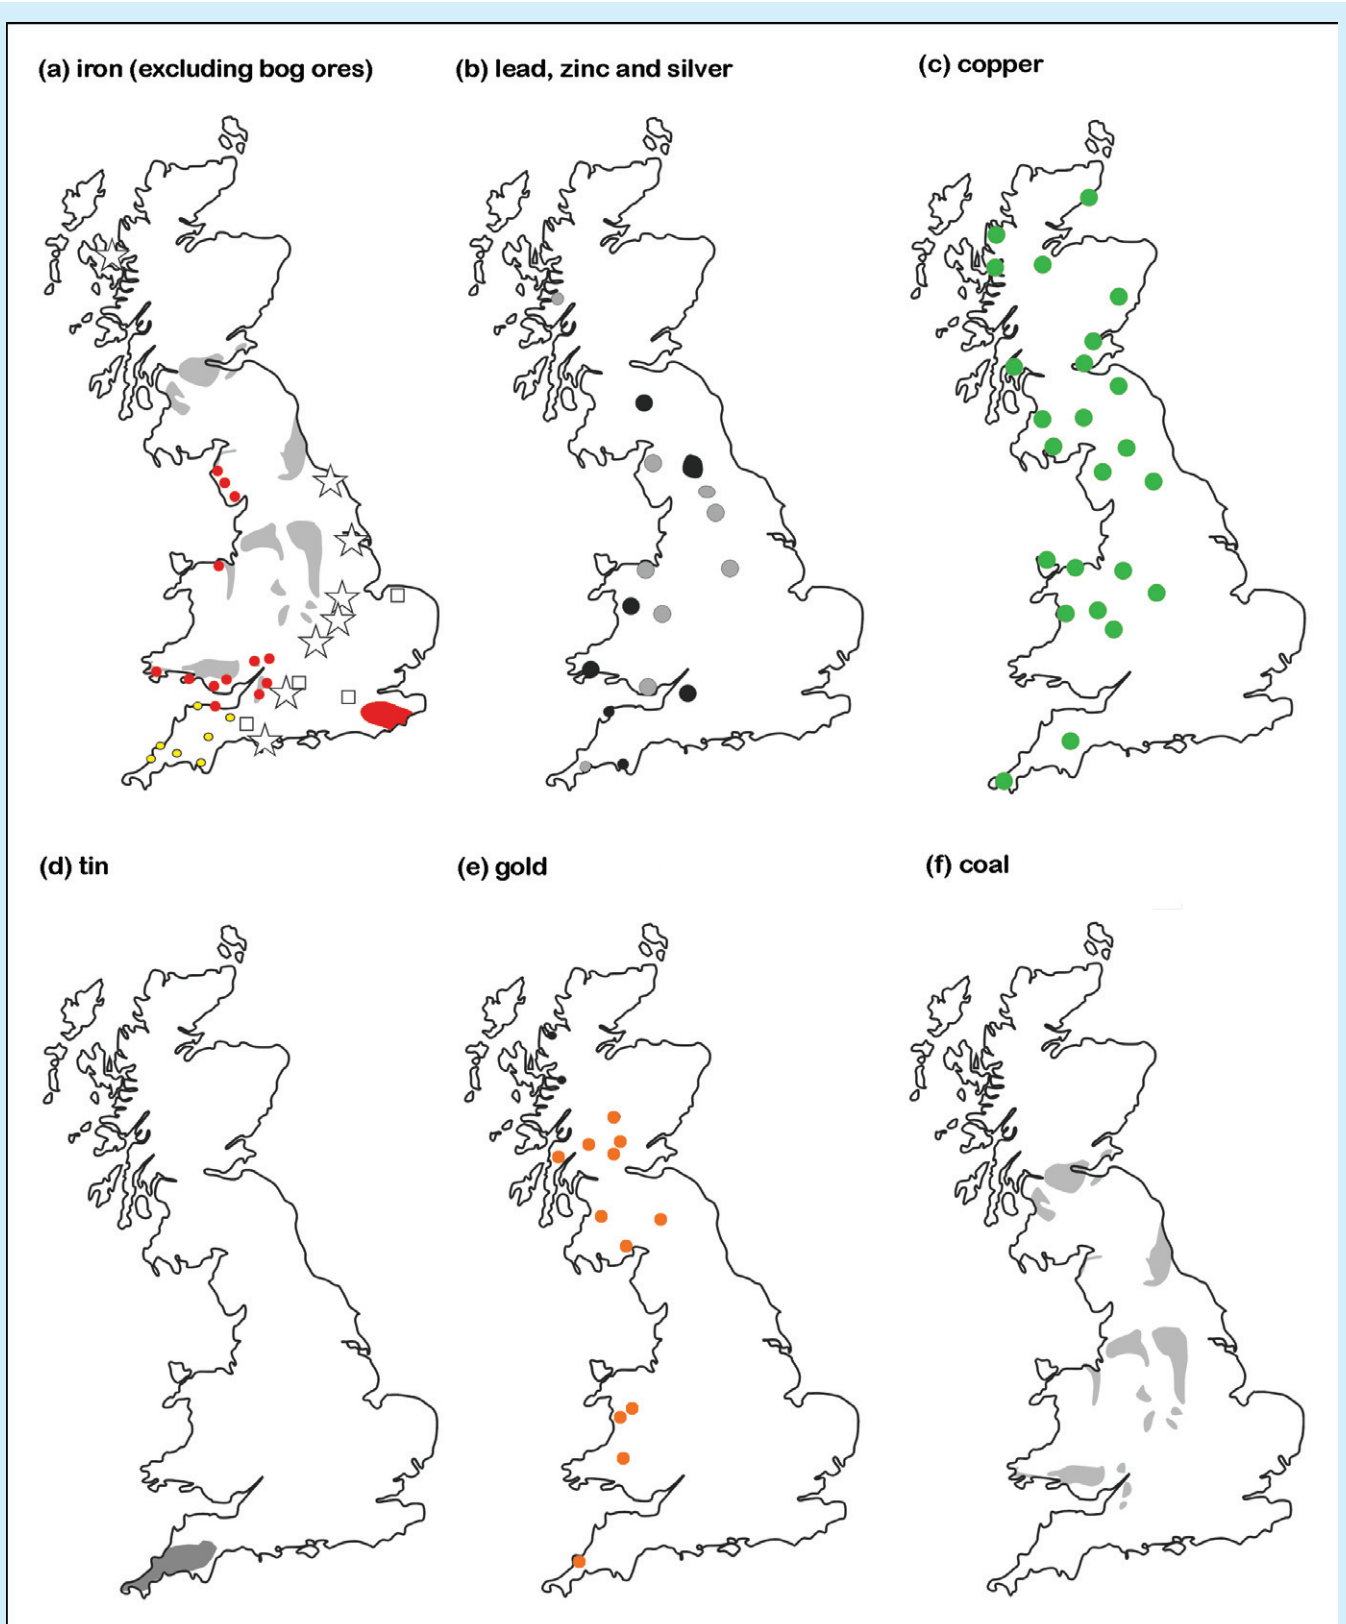 (a) iron (excluding bog ores)
(b) lead, zinc and silver
(c) copper
(d) tin
(e) gold
(f) coal